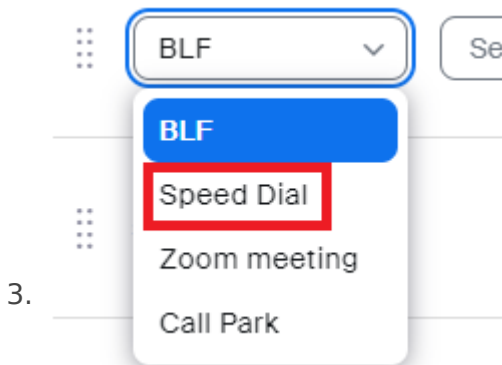 BLF
Se
BLF
Speed Dial
Zoom meeting
3.
Call Park